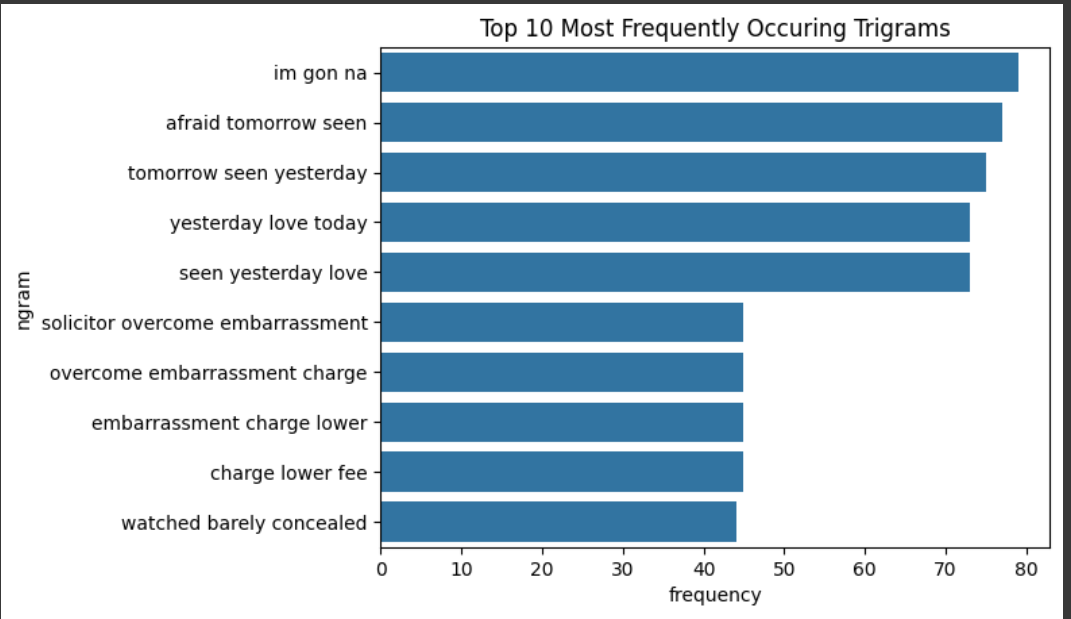 Top 10 Most Frequently Occuring Trigrams
im gon na
afraid tomorrow seen
tomorrow seen yesterday
yesterday love today
seen yesterday love
solicitor overcome embarrassment
overcome embarrassment charge
embarrassment charge lower
charge lower fee
watched barely concealed
ngram
0 10 20 30 40 50 60 70 80
frequency